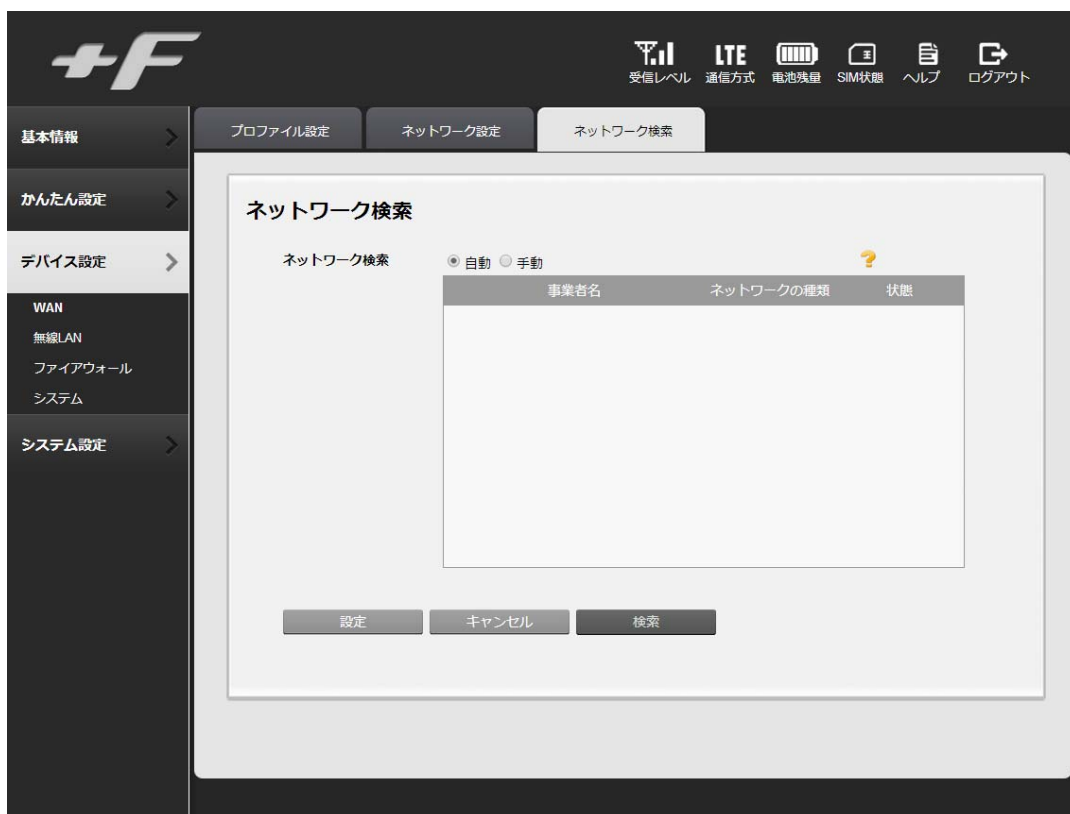 +F
LTE
受信レベル 通信方式 電池残量 SIM状態 ヘルプ ログアウト
基本情報
かんたん設定
デバイス設定
WAN
無線LAN
ファイアウォール
システム
システム設定
プロファイル設定 ネットワーク設定 ネットワーク検索
ネットワーク検索
ネットワーク検索 自動 手動 ?
事業者名 ネットワークの種類 状態
設定 キャンセル 検索